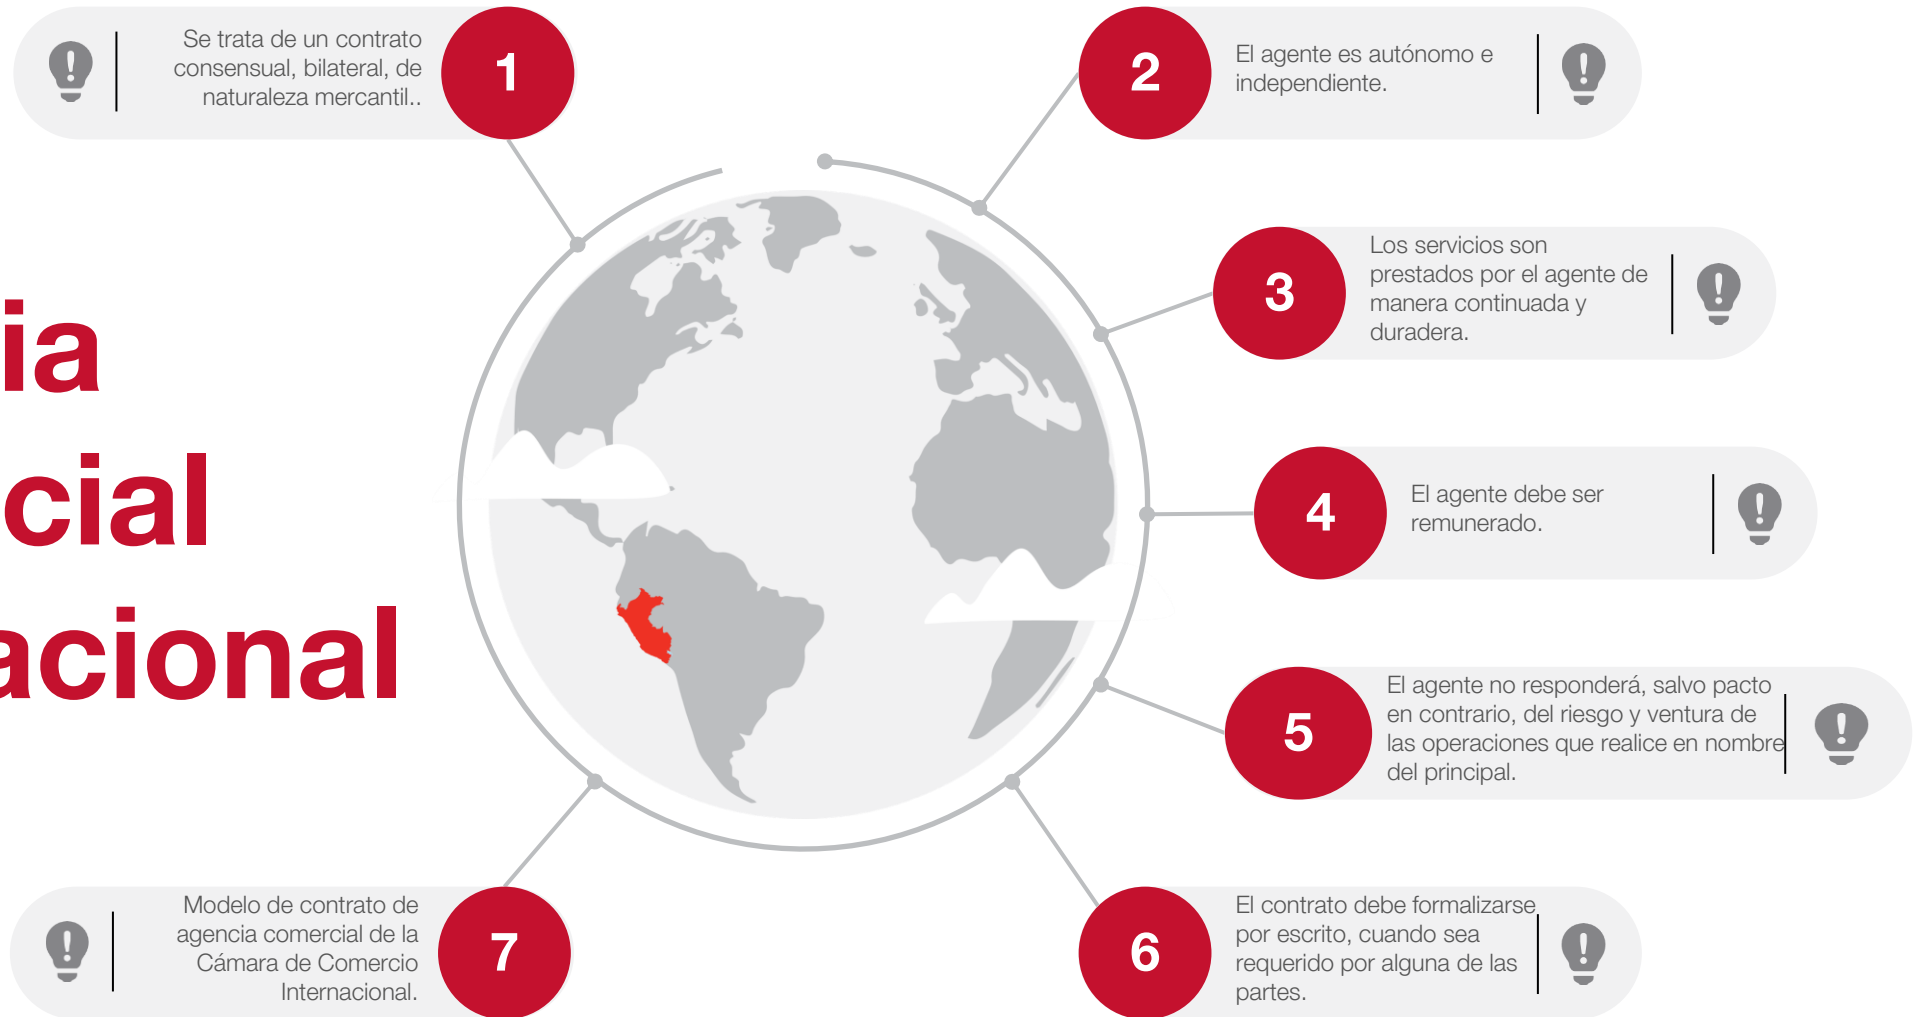 ia
cial
acional
1
Se trata de un contrato
consensual, bilateral, de
naturaleza mercantil..
2
El agente es autónomo e
independiente.
3
Los servicios son
prestados por el agente de
manera continuada y
duradera.
4
El agente debe ser
remunerado.
5
El agente no responderá, salvo pacto
en contrario, del riesgo y ventura de
las operaciones que realice en nombre
del principal.
6
El contrato debe formalizarse
por escrito, cuando sea
requerido por alguna de las
partes.
7
Modelo de contrato de
agencia comercial de la
Cámara de Comercio
Internacional.